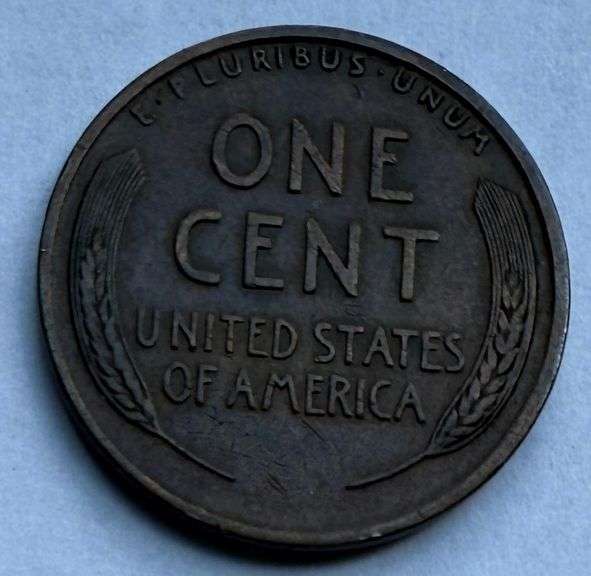 E · PLURIBUS · UNUM
ONE
CENT
UNITED STATES
OF AMERICA